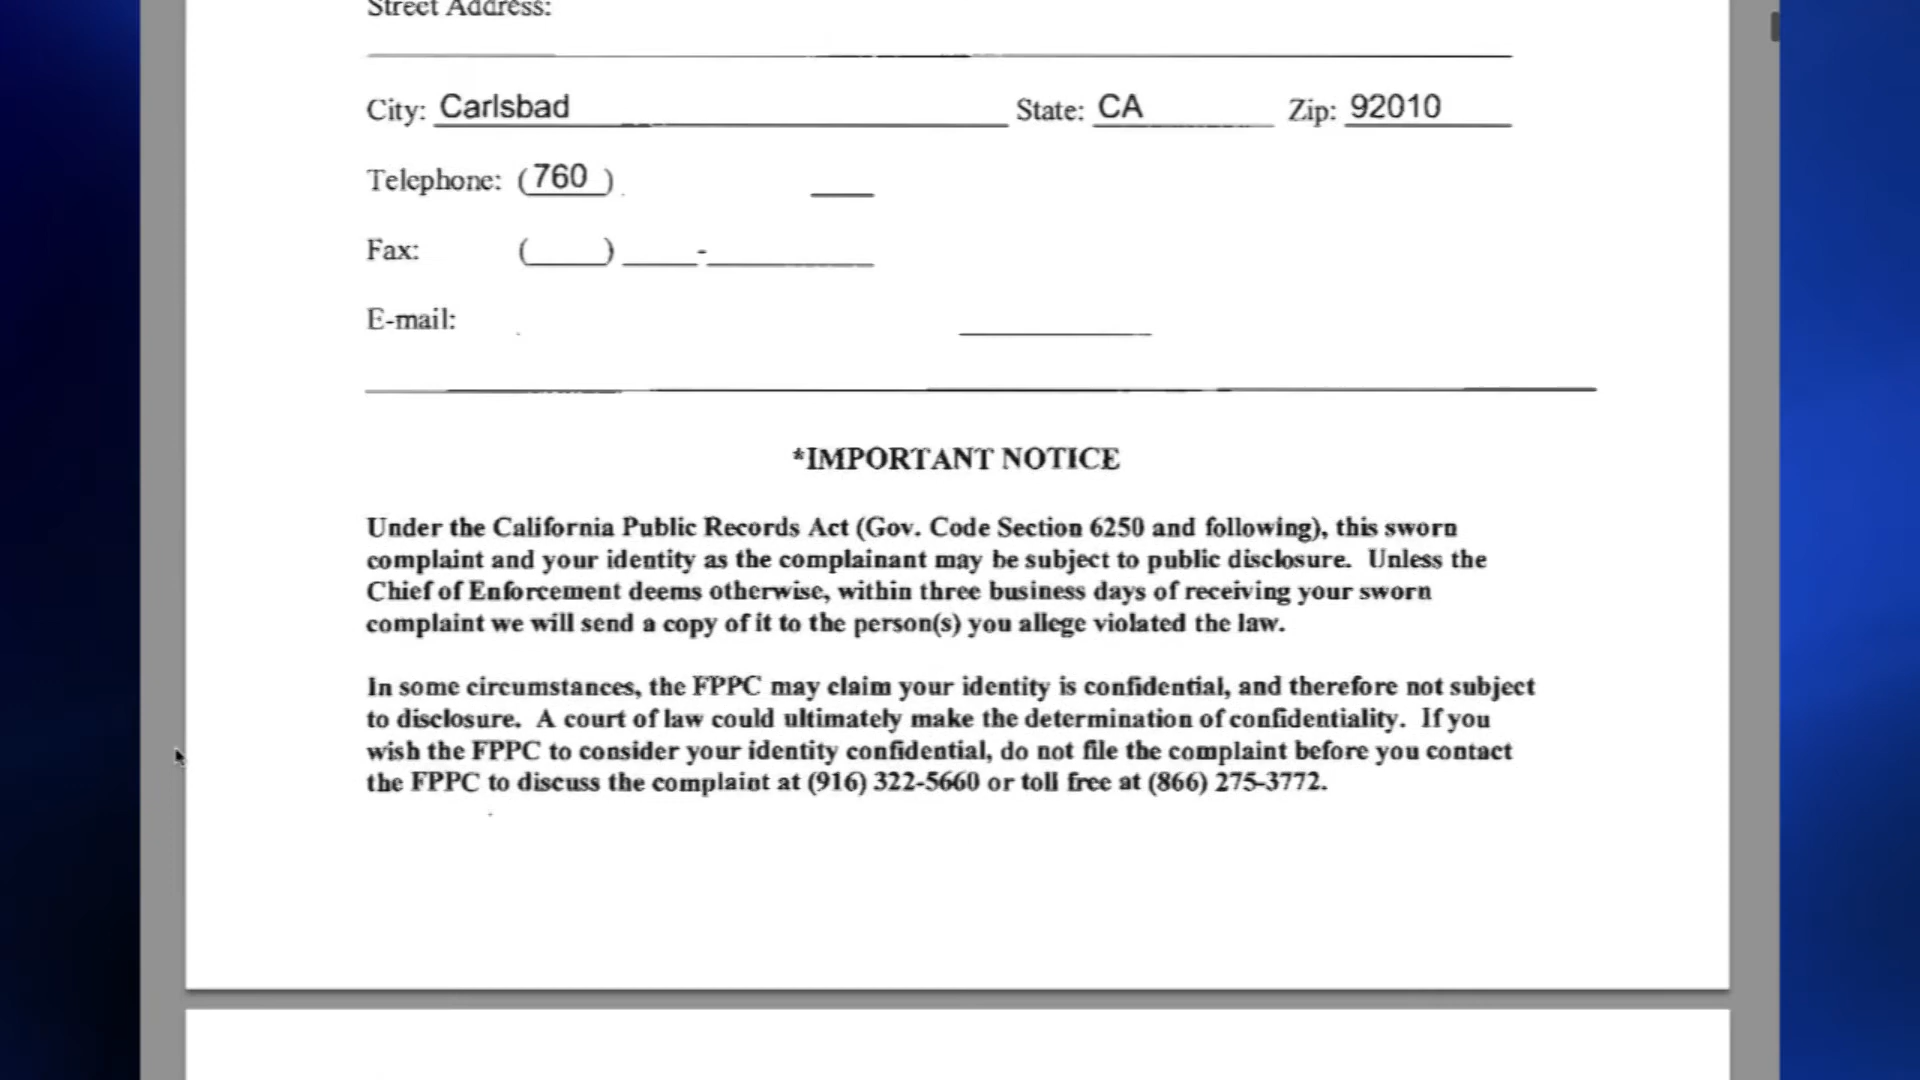 Street Address:
City: Carlsbad State: CA Zip: 92010
Telephone: (760 )
Fax: ( ) -
E-mail:
*IMPORTANT NOTICE
Under the California Public Records Act (Gov. Code Section 6250 and following), this sworn
complaint and your identity as the complainant may be subject to public disclosure. Unless the
Chief of Enforcement deems otherwise, within three business days of receiving your sworn
complaint we will send a copy of it to the person(s) you allege violated the law.
In some circumstances, the FPPC may claim your identity is confidential, and therefore not subject
to disclosure. A court of law could ultimately make the determination of confidentiality. If you
wish the FPPC to consider your identity confidential, do not file the complaint before you contact
the FPPC to discuss the complaint at (916) 322-5660 or toll free at (866) 275-3772.